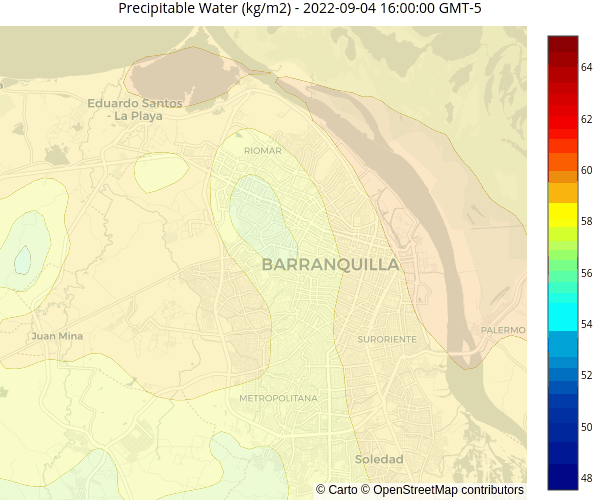 Precipitable Water (kg/m2) - 2022-09-04 16:00:00 GMT-5
64
Eduardo Santos
- La Playa
62
RIOMAR
60
58
BARRANQUILLA
56
54
PALERMO
Juan Mina
SURORIENTE
52
METROPOLITANA
50
Soledad
48
© Carto © OpenStreetMap contributors